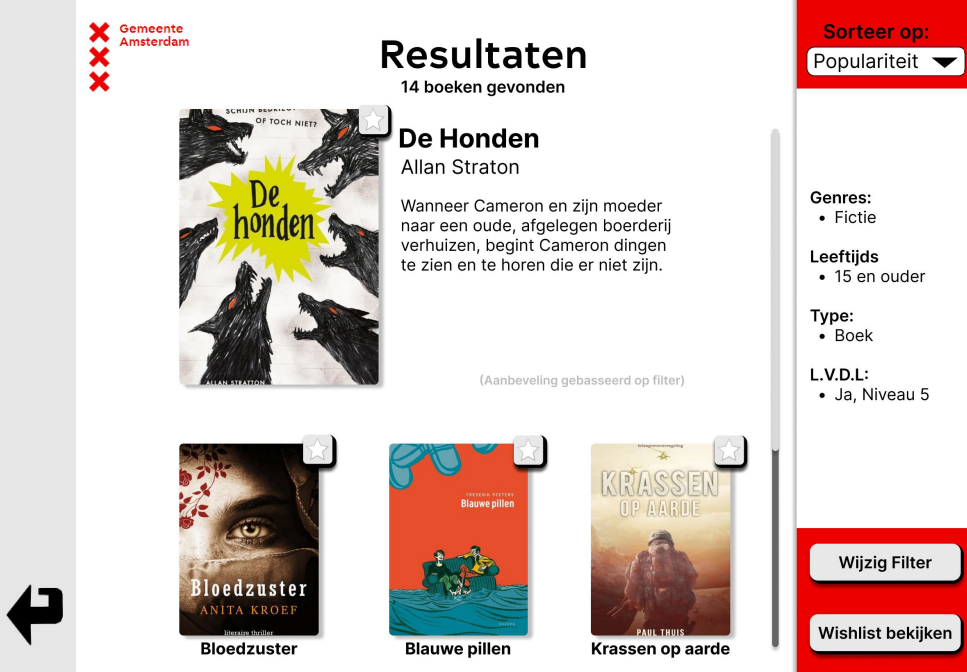 Gemeente
Amsterdam
Resultaten
14 boeken gevonden
Sorteer op:
Populariteit
OF TOCH NIET?
De
honden
ALLAN STRATTON
De Honden
Allan Straton
Wanneer Cameron en zijn moeder
naar een oude, afgelegen boerderij
verhuizen, begint Cameron dingen
te zien en te horen die er niet zijn.
(Aanbeveling gebasseerd op filter)
Genres:
• Fictie
Leeftijds
• 15 en ouder
Type:
• Boek
L.V.D.L:
• Ja, Niveau 5
Bloedzuster
ANITA KROEF
literaire thriller
Bloedzuster
FREDERIK PEETERS
Blauwe pillen
Blauwe pillen
KRASSEN
OP AARDE
PAUL THUIS
Krassen op aarde
Wijzig Filter
Wishlist bekijken